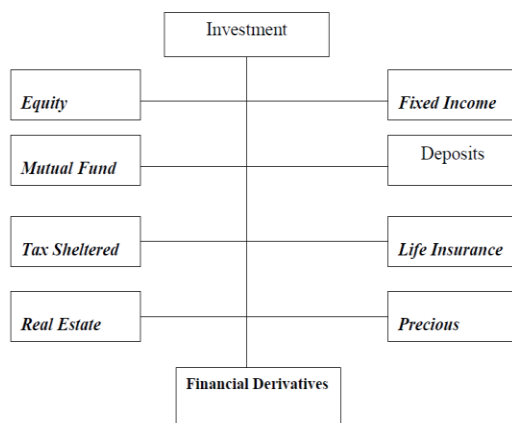 Investment
Equity
Fixed Income
Mutual Fund
Deposits
Tax Sheltered
Life Insurance
Real Estate
Precious
Financial Derivatives